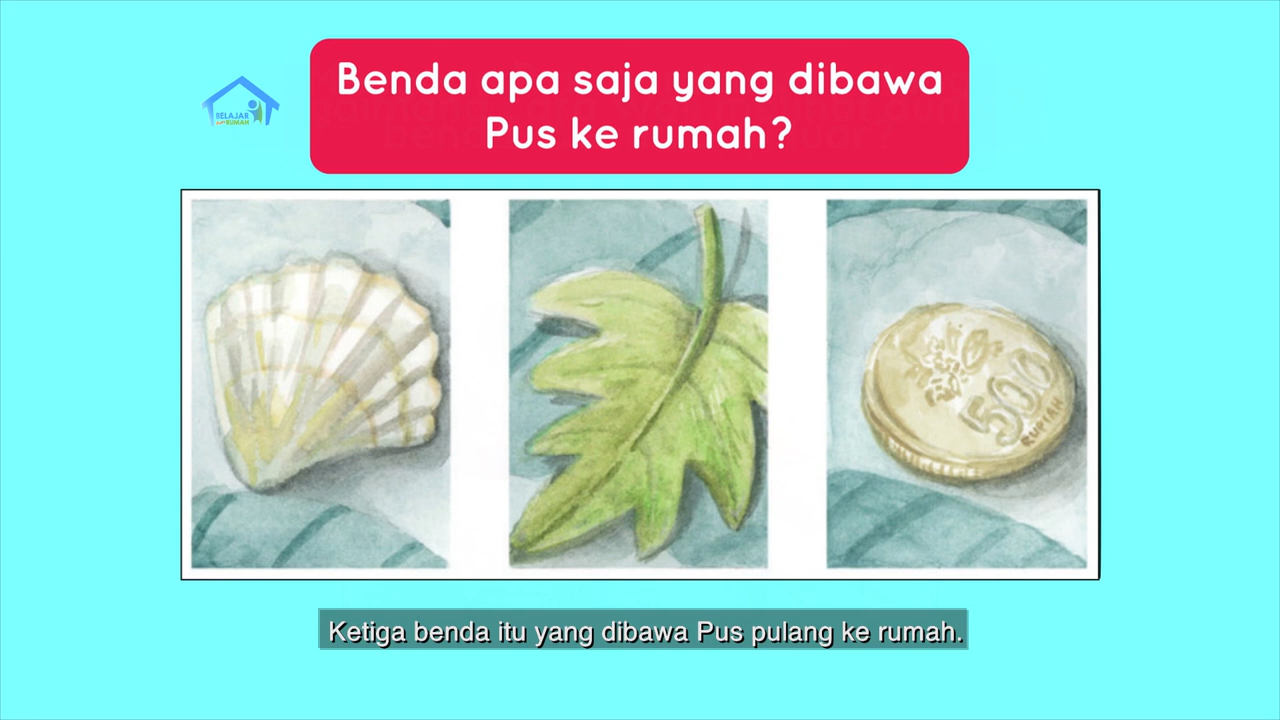 Benda apa saja yang dibawa
Pus ke rumah?
BELAJAR
dari RUMAH
500
RUPIAH
Ketiga benda itu yang dibawa Pus pulang ke rumah.